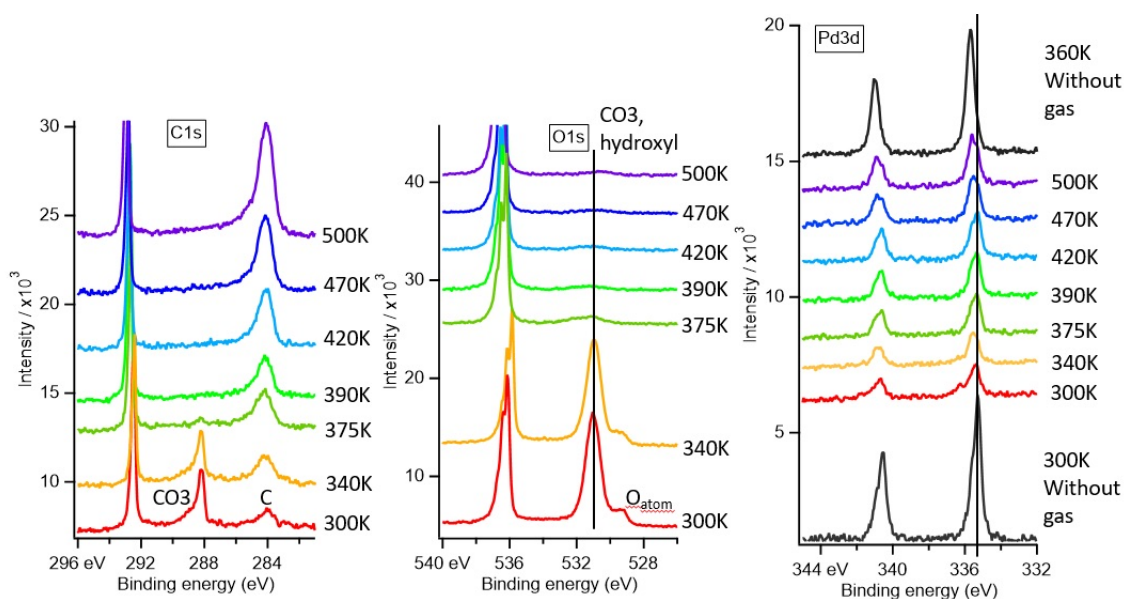 C1s
30
25
20
15
10
Intensity / x10³
500K
470K
420K
390K
375K
340K
300K
CO3
C
296 eV
292
288
284
Binding energy (eV)
O1s
CO3,
hydroxyl
40
30
20
10
Intensity / x10³
500K
470K
420K
390K
375K
340K
300K
Oatom
540 eV
536
532
528
Binding energy (eV)
Pd3d
20
15
10
5
Intensity / x10³
360K
Without
gas
500K
470K
420K
390K
375K
340K
300K
300K
Without
gas
344 eV
340
336
332
Binding energy (eV)